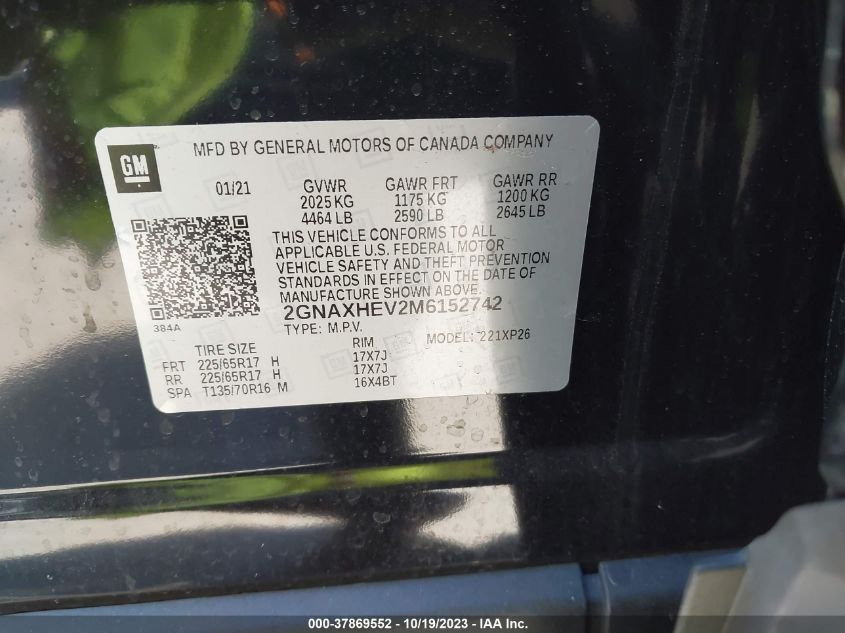 GM
MFD BY GENERAL MOTORS OF CANADA COMPANY
01/21 GVWR GAWR FRT GAWR RR
2025 KG 1175 KG 1200 KG
4464 LB 2590 LB 2645 LB
THIS VEHICLE CONFORMS TO ALL
APPLICABLE U.S. FEDERAL MOTOR
VEHICLE SAFETY AND THEFT PREVENTION
STANDARDS IN EFFECT ON THE DATE OF
MANUFACTURE SHOWN ABOVE.
384A
2GNAXHEV2M6152742
TYPE: M.P.V. MODEL: 221XP26
TIRE SIZE RIM
FRT 225/65R17 H 17X7J
RR 225/65R17 H 17X7J
SPA T135/70R16 M 16X4BT
000-37869552 / 10/19/2023 - Copyright IAA, Inc.